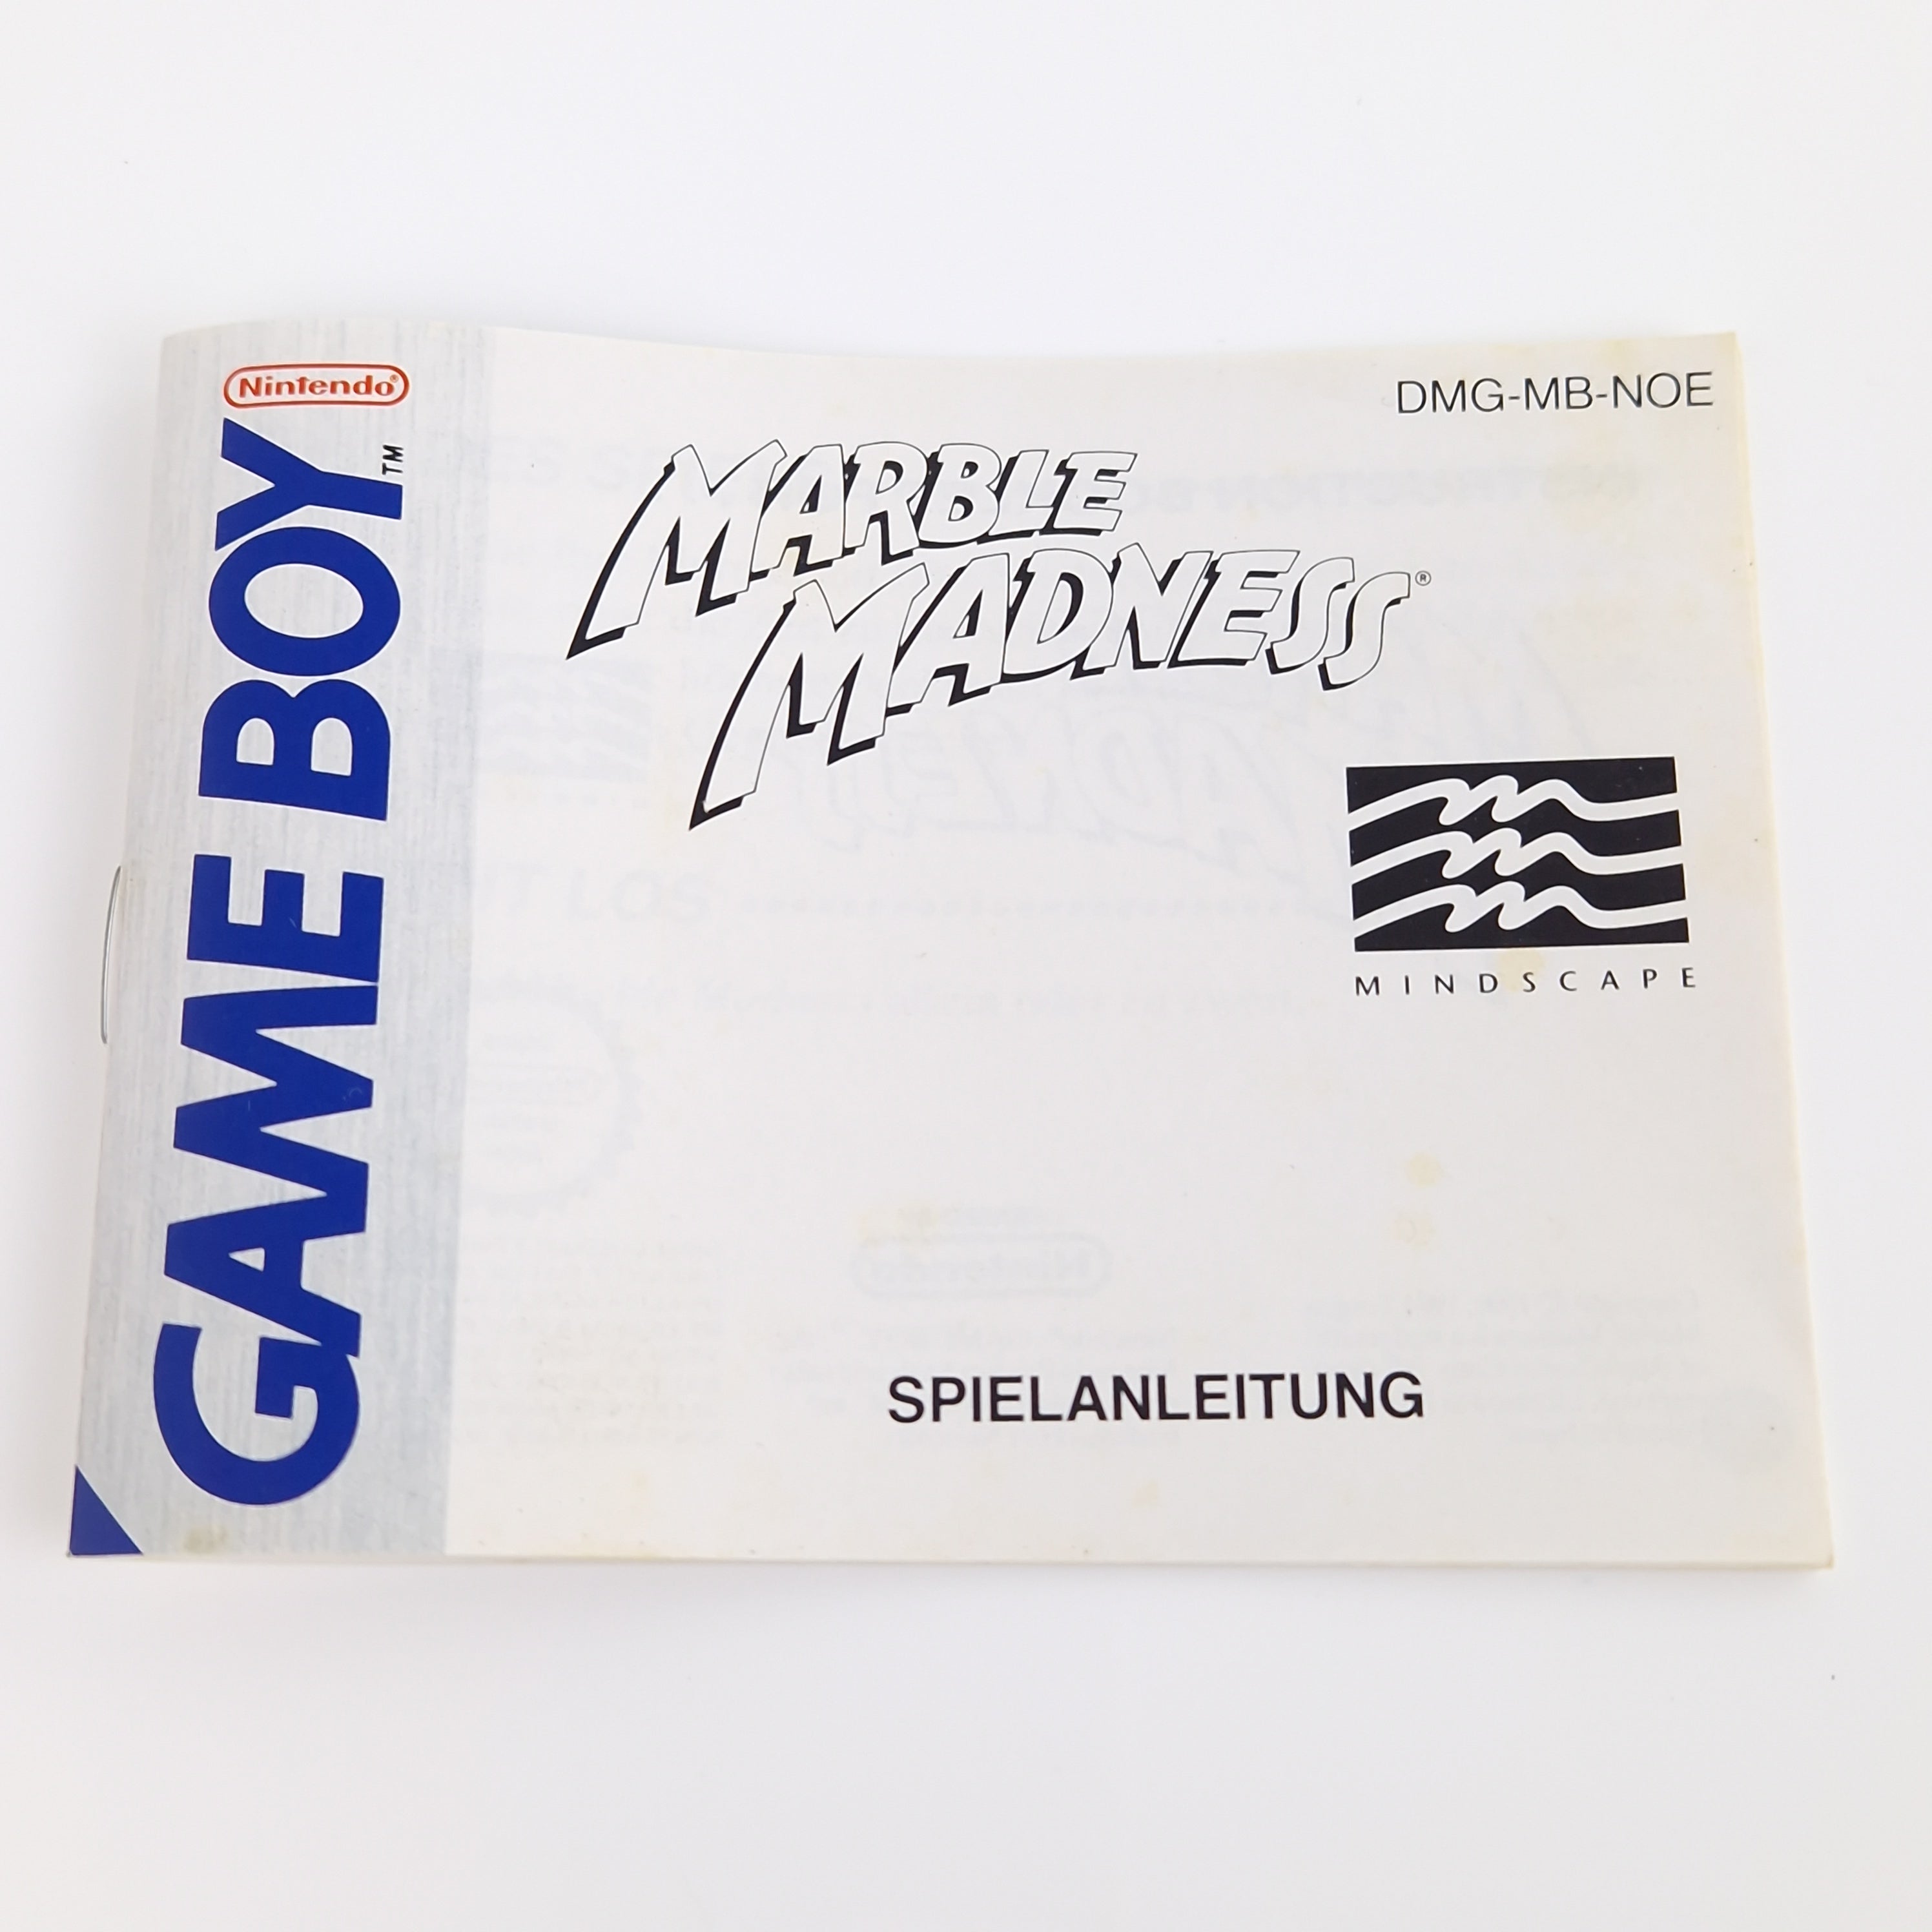 Nintendo®
GAME BOY™
DMG-MB-NOE
MARBLE
MADNESS®
MINDSCAPE
SPIELANLEITUNG